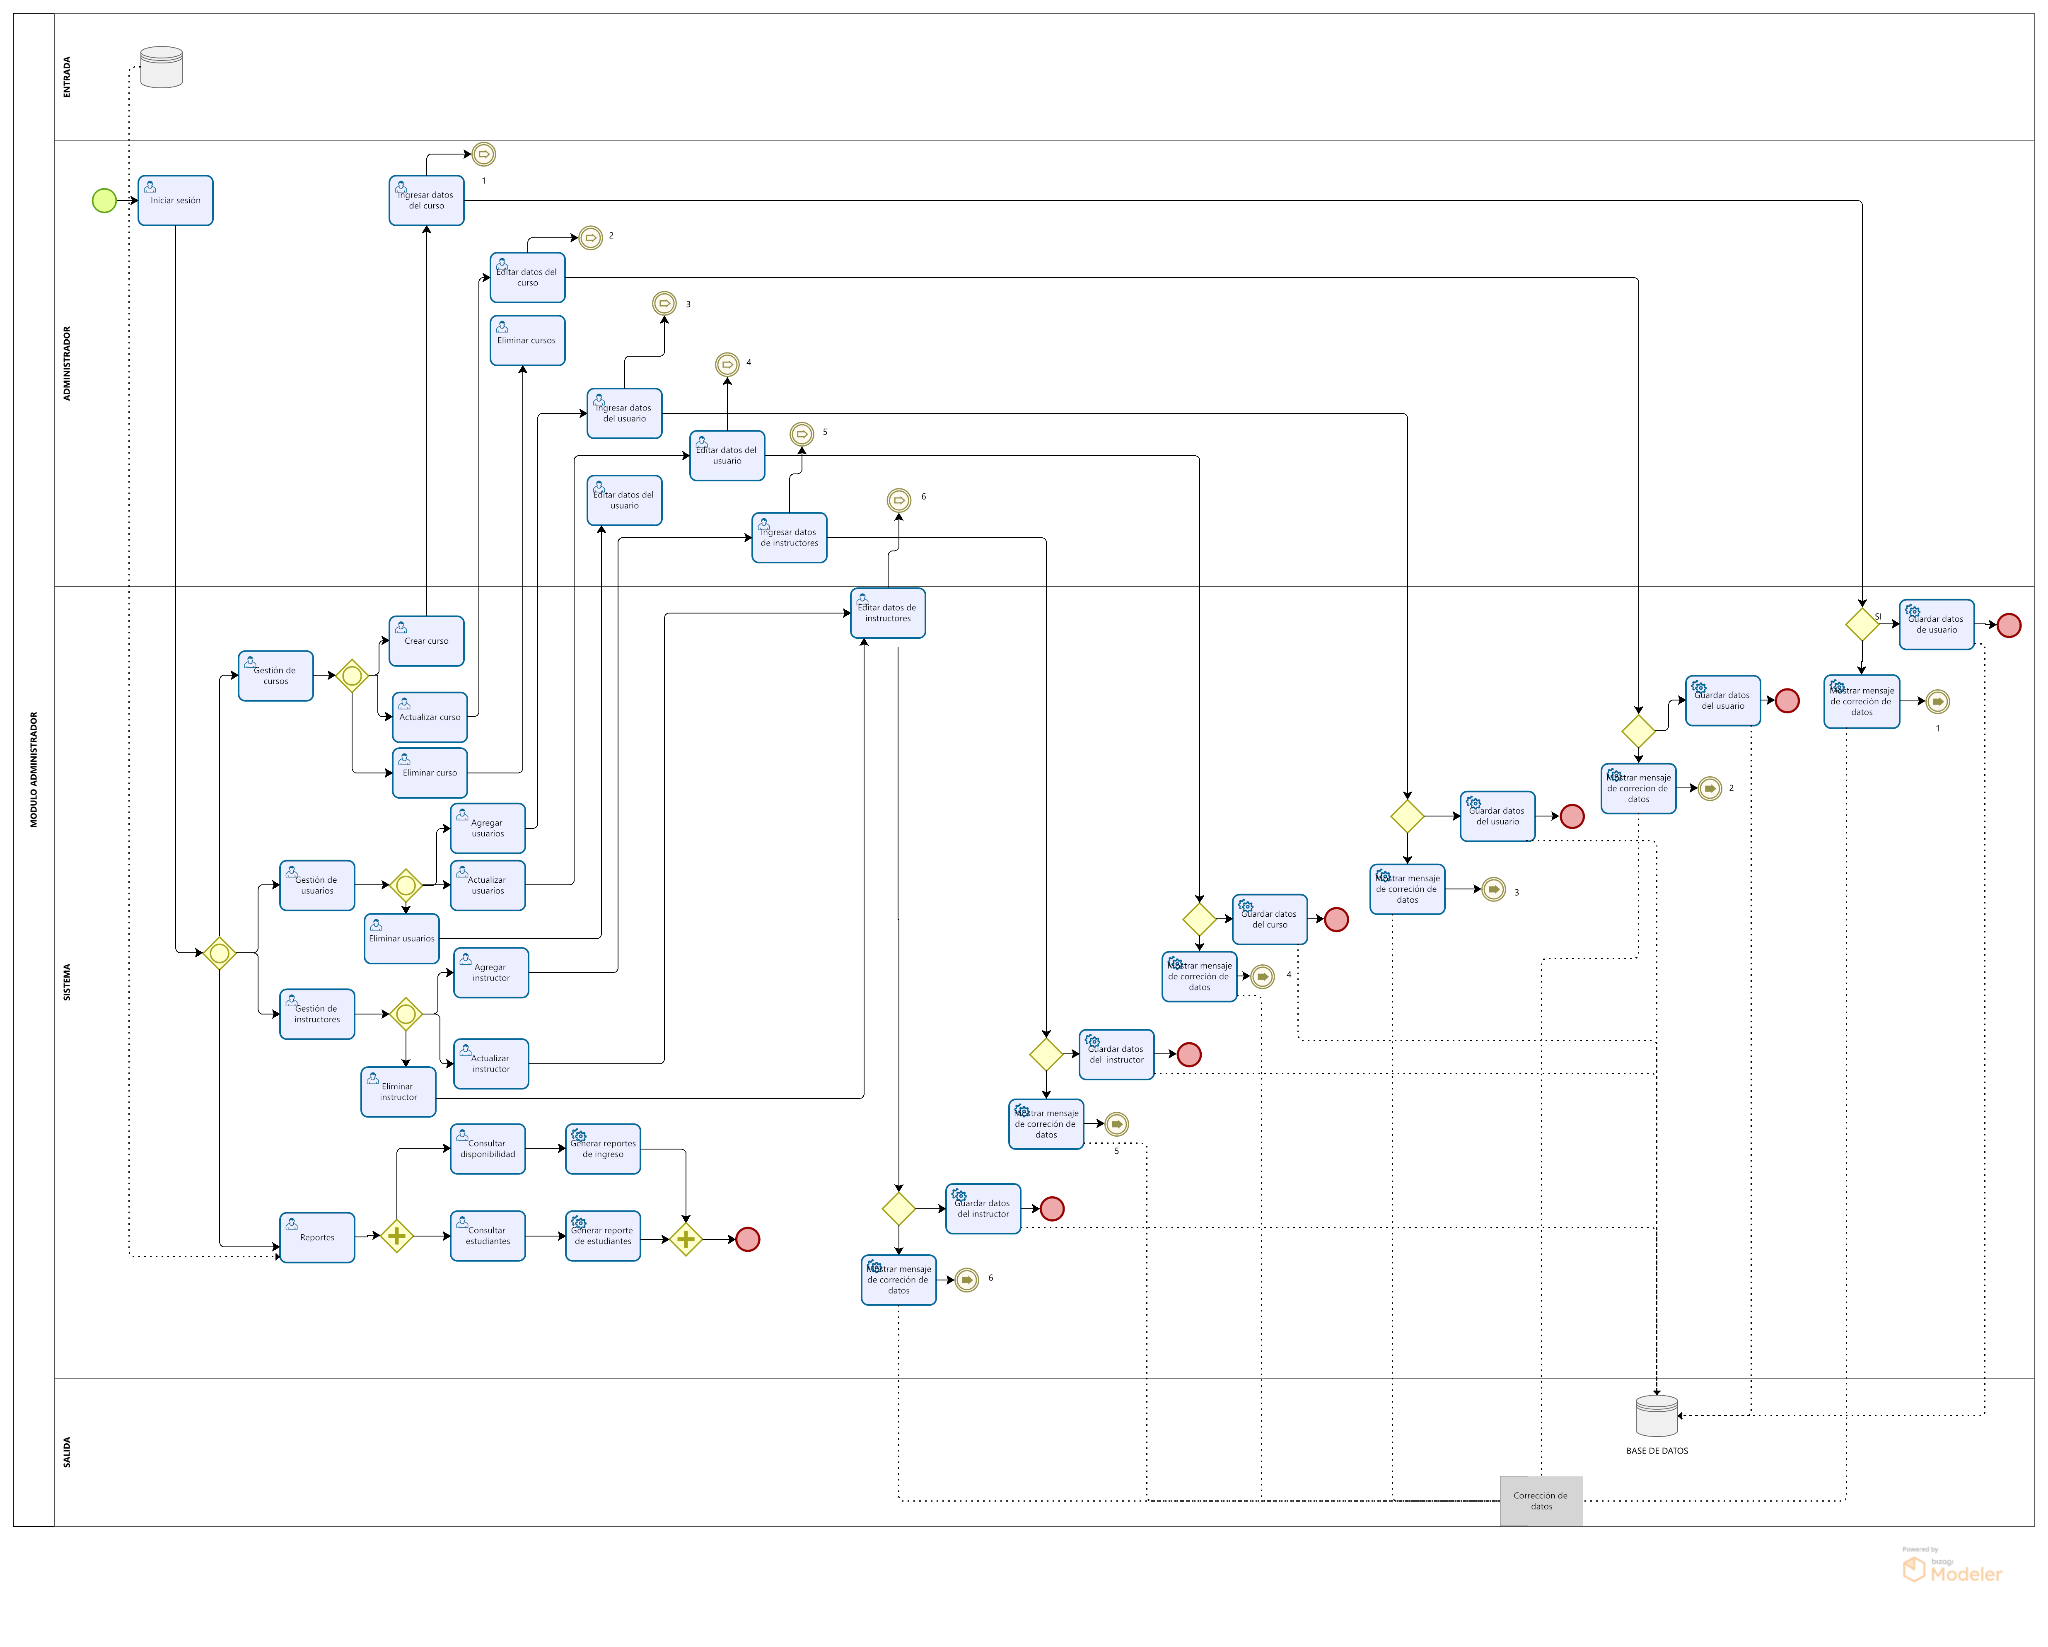 ENTRADA
1
Iniciar sesión
Ingresar datos
del curso
2
Editar datos del
curso
3
Eliminar cursos
ADMINISTRADOR
4
Ingresar datos
del usuario
5
Editar datos del
usuario
Editar datos del
usuario
6
Ingresar datos
de instructores
Editar datos de
instructores
SI
Guardar datos
de usuario
Crear curso
Gestión de
cursos
Guardar datos
del usuario
Mostrar mensaje
de correción de
datos
1
Actualizar curso
MODULO ADMINISTRADOR
Eliminar curso
Mostrar mensaje
de correcion de
datos
2
Agregar
usuarios
Guardar datos
del usuario
Gestión de
usuarios
Actualizar
usuarios
Mostrar mensaje
de correción de
datos
3
Guardar datos
del curso
Eliminar usuarios
Agregar
instructor
Mostrar mensaje
de correción de
datos
4
SISTEMA
Gestión de
instructores
Guardar datos
del  instructor
Actualizar
instructor
Eliminar
instructor
Mostrar mensaje
de correción de
datos
5
Consultar
disponibilidad
Generar reportes
de ingreso
Guardar datos
del instructor
Reportes
Consultar
estudiantes
Generar reporte
de estudiantes
Mostrar mensaje
de correción de
datos
6
SALIDA
BASE DE DATOS
Corrección de
datos
Powered by
bizagi
Modeler